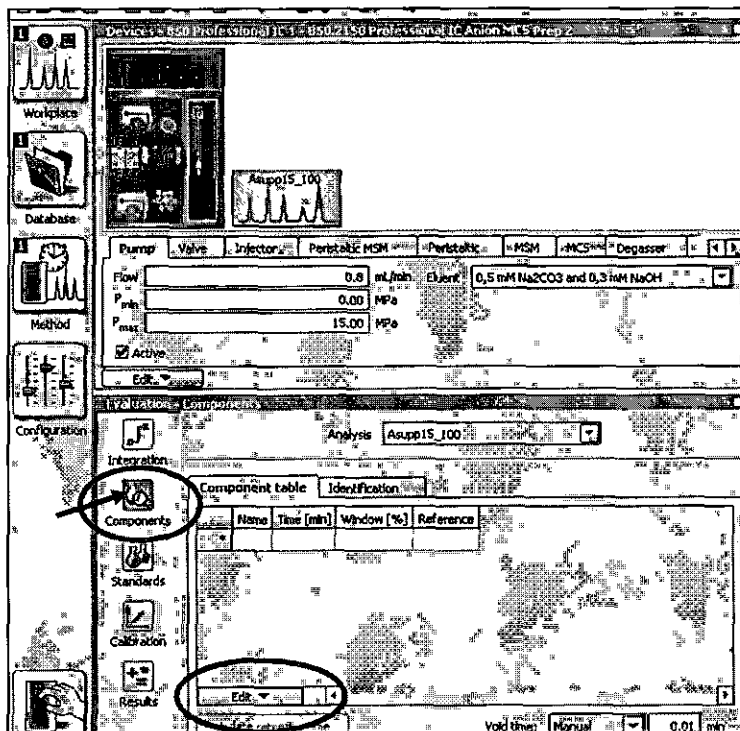 Devices - 850 Professional IC 1 - 850.2150 Professional IC Anion MCS Prep 2
1
Workplace
1
Database
Asupp15_100
Pump Valve Injector Peristaltic MSM Peristaltic MSM MCS Degasser
1
Method
Flow 0.8 mL/min Eluent 0,5 mM Na2CO3 and 0,3 mM NaOH
Pmin 0.00 MPa
Pmax 15.00 MPa
Active
Edit
Configuration
Evaluation - Components
Integration
Analysis Asupp15_100
Components
Component table Identification
Name Time [min] Window [%] Reference
Standards
Calibration
Results
Edit
Void time: Manual 0.01 min